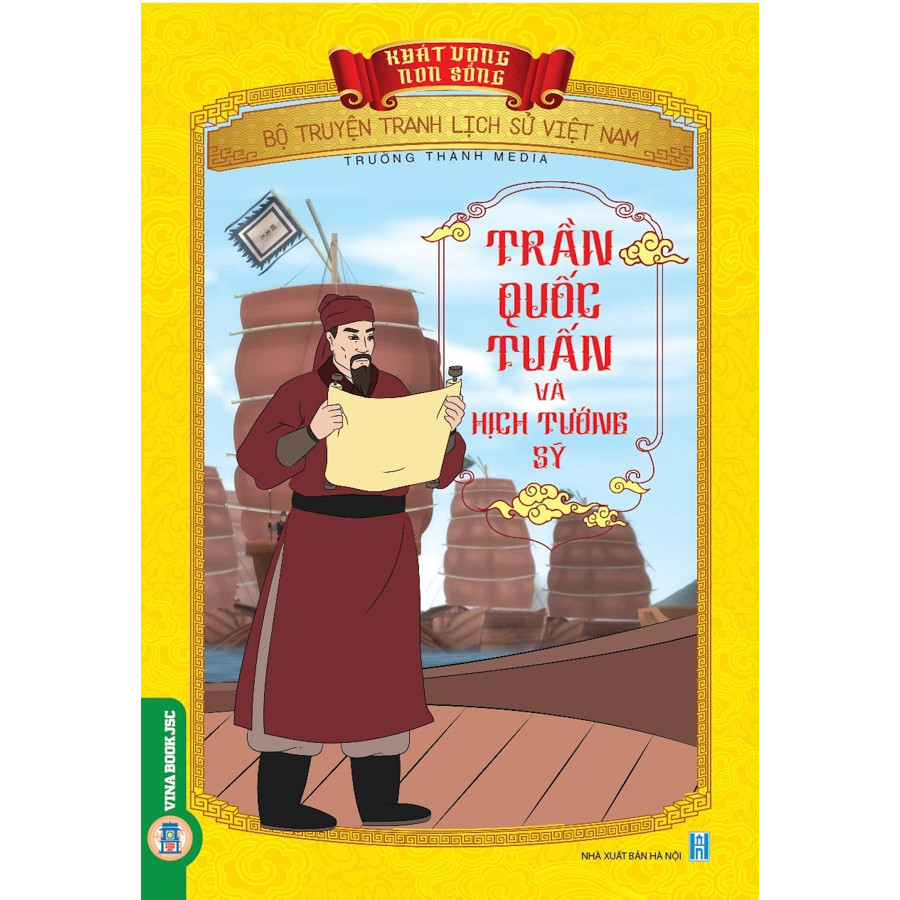 KHÁT VỌNG
NON SÔNG
BỘ TRUYỆN TRANH LỊCH SỬ VIỆT NAM
TRƯỜNG THÀNH MEDIA
TRẦN
QUỐC
TUẤN
VÀ
HỊCH TƯỚNG
SỸ
VINA BOOK.JSC
NHÀ XUẤT BẢN HÀ NỘI